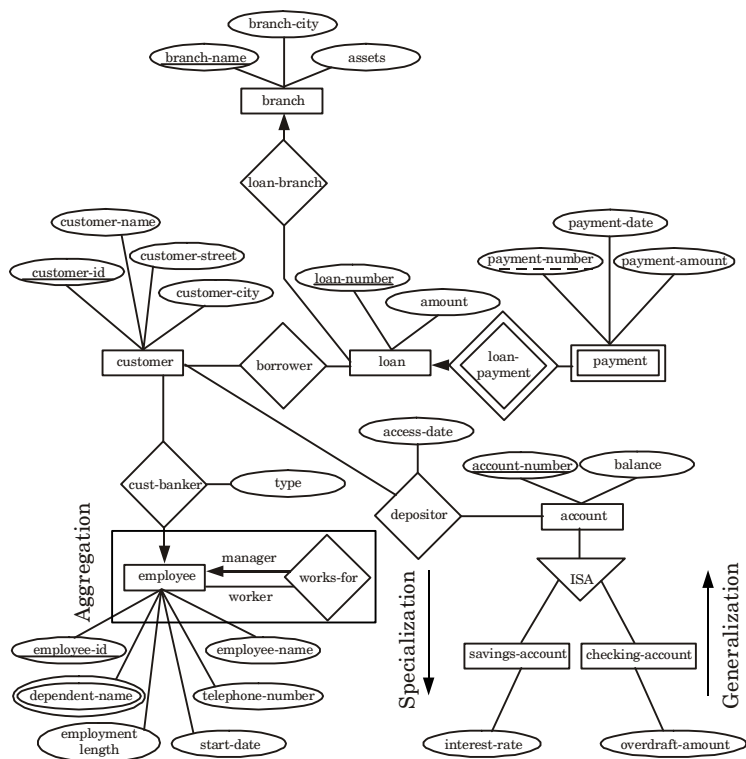 branch-city
branch-name
assets
branch
loan-branch
customer-name
payment-date
customer-street
payment-number
payment-amount
customer-id
loan-number
customer-city
amount
customer
borrower
loan
loan-
payment
payment
access-date
account-number
balance
cust-banker
type
depositor
account
Aggregation
manager
employee
works-for
worker
ISA
Specialization
Generalization
employee-id
employee-name
savings-account
checking-account
dependent-name
telephone-number
employment
length
start-date
interest-rate
overdraft-amount